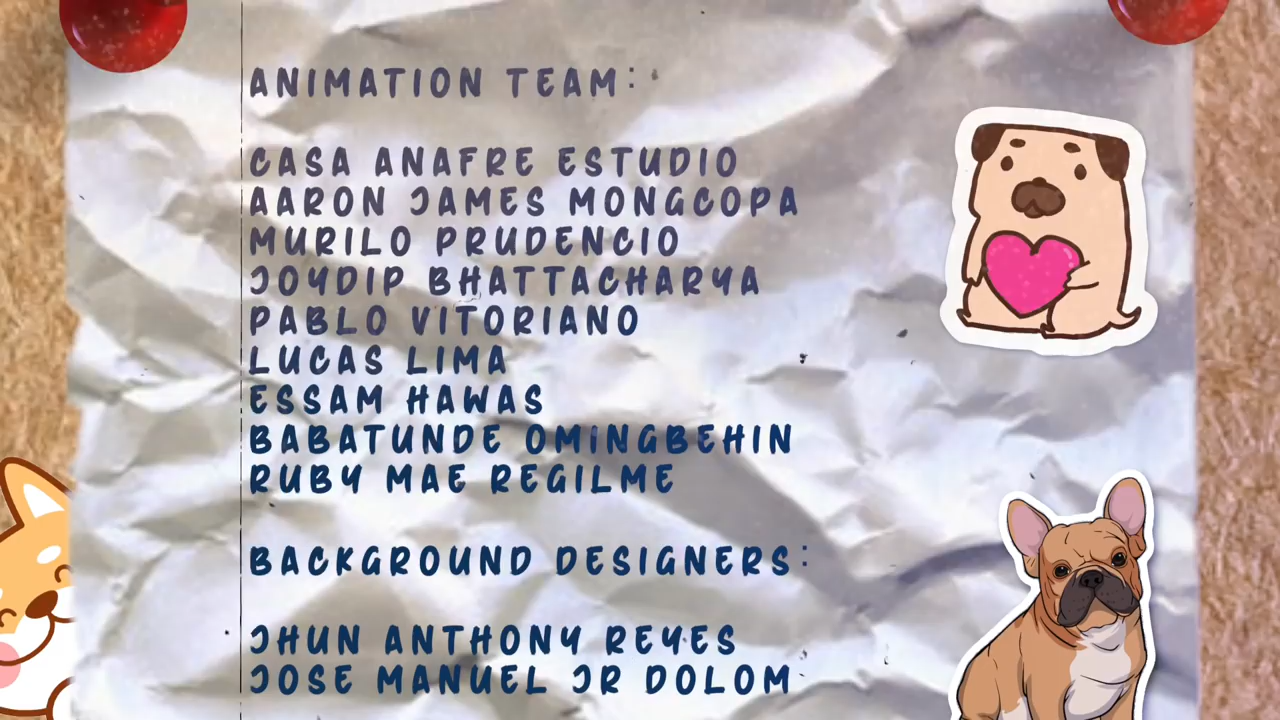 ANIMATION TEAM:
CASA ANAFRE ESTUDIO
AARON JAMES MONGCOPA
MURILO PRUDENCIO
JOYDIP BHATTACHARYA
PABLO VITORIANO
LUCAS LIMA
ESSAM HAWAS
BABATUNDE OMINGBEHIN
RUBY MAE REGILME
BACKGROUND DESIGNERS:
JHUN ANTHONY REYES
JOSE MANUEL JR DOLOM